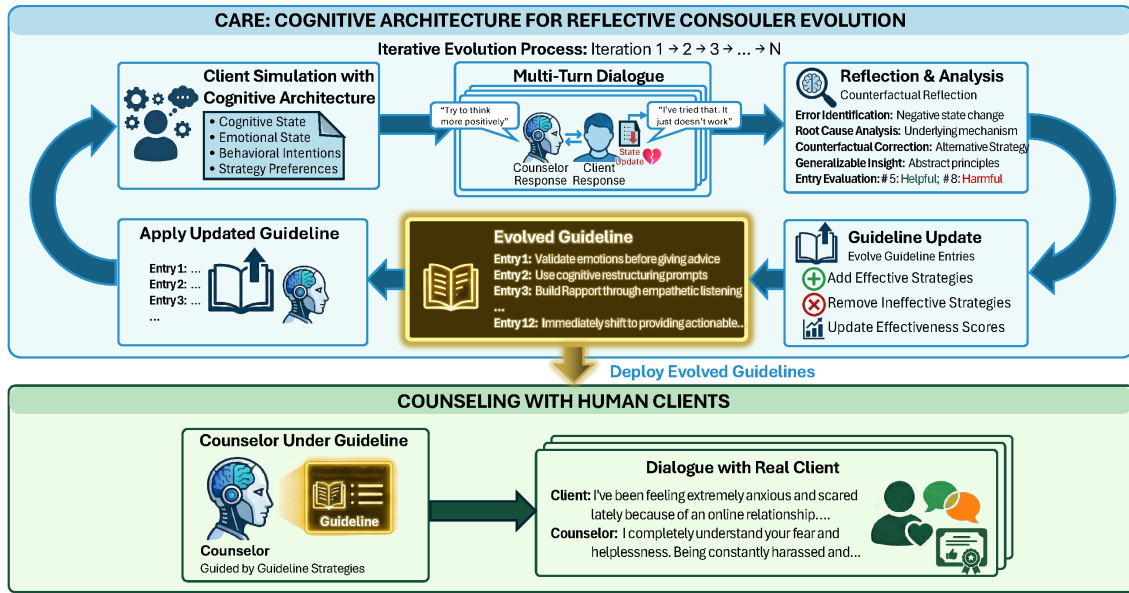 CARE: COGNITIVE ARCHITECTURE FOR REFLECTIVE CONSOULER EVOLUTION
Iterative Evolution Process: Iteration 1 → 2 → 3 → ... → N
Client Simulation with
Cognitive Architecture
• Cognitive State
• Emotional State
• Behavioral Intentions
• Strategy Preferences
Multi-Turn Dialogue
"Try to think
more positively"
"I've tried that. It
just doesn't work"
State
Update
Counselor
Response
Client
Response
Reflection & Analysis
Counterfactual Reflection
Error Identification: Negative state change
Root Cause Analysis: Underlying mechanism
Counterfactual Correction: Alternative Strategy
Generalizable Insight: Abstract principles
Entry Evaluation: # 5: Helpful; # 8: Harmful
Apply Updated Guideline
Entry 1: ...
Entry 2: ...
Entry 3: ...
...
Evolved Guideline
Entry 1: Validate emotions before giving advice
Entry 2: Use cognitive restructuring prompts
Entry 3: Build Rapport through empathetic listening
...
Entry 12: Immediately shift to providing actionable...
Guideline Update
Evolve Guideline Entries
Add Effective Strategies
Remove Ineffective Strategies
Update Effectiveness Scores
Deploy Evolved Guidelines
COUNSELING WITH HUMAN CLIENTS
Counselor Under Guideline
Guideline
Counselor
Guided by Guideline Strategies
Dialogue with Real Client
Client: I've been feeling extremely anxious and scared
lately because of an online relationship....
Counselor: I completely understand your fear and
helplessness. Being constantly harassed and...